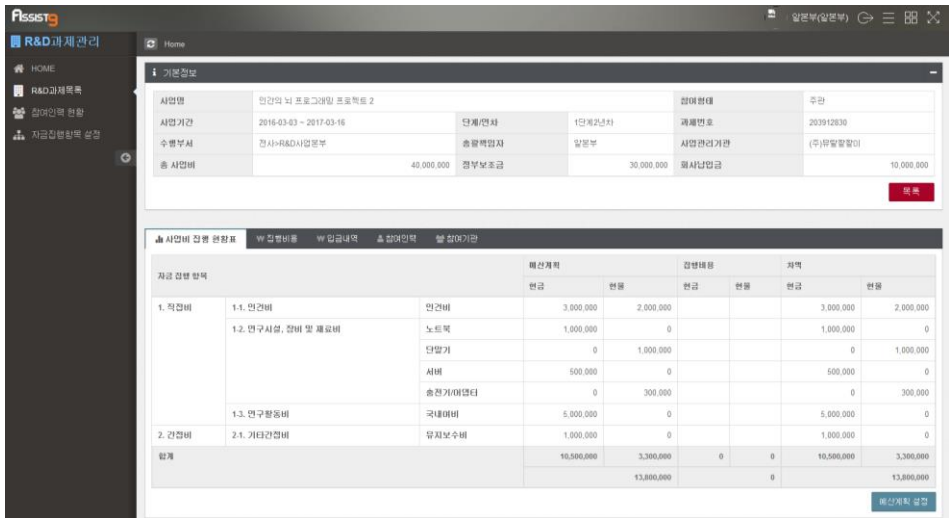 Assist9
알본부(알본부)
R&D과제관리
Home
HOME
R&D과제목록
참여인력 현황
자금집행항목 설정
기본정보
사업명 인간의 뇌 프로그래밍 프로젝트 2 참여형태 주관
사업기간 2016-03-03 ~ 2017-03-16 단계/연차 1단계2년차 과제번호 203912830
수행부서 전사>R&D사업본부 총괄책임자 알본부 사업관리기관 (주)뮤탈짤짤이
총 사업비 40,000,000 정부보조금 30,000,000 회사납입금 10,000,000
목록
사업비 집행 현황표 ₩ 집행비용 ₩ 입금내역 참여인력 참여기관
자금 집행 항목 예산계획 집행비용 차액
현금 현물 현금 현물 현금 현물
1. 직접비 1-1. 인건비 인건비 3,000,000 2,000,000 3,000,000 2,000,000
1-2. 연구시설, 장비 및 재료비 노트북 1,000,000 0 1,000,000 0
단말기 0 1,000,000 0 1,000,000
서버 500,000 0 500,000 0
충전기/어댑터 0 300,000 0 300,000
1-3. 연구활동비 국내여비 5,000,000 0 5,000,000 0
2. 간접비 2-1. 기타간접비 유지보수비 1,000,000 0 1,000,000 0
합계 10,500,000 3,300,000 0 0 10,500,000 3,300,000
13,800,000 0 13,800,000
예산계획 설정